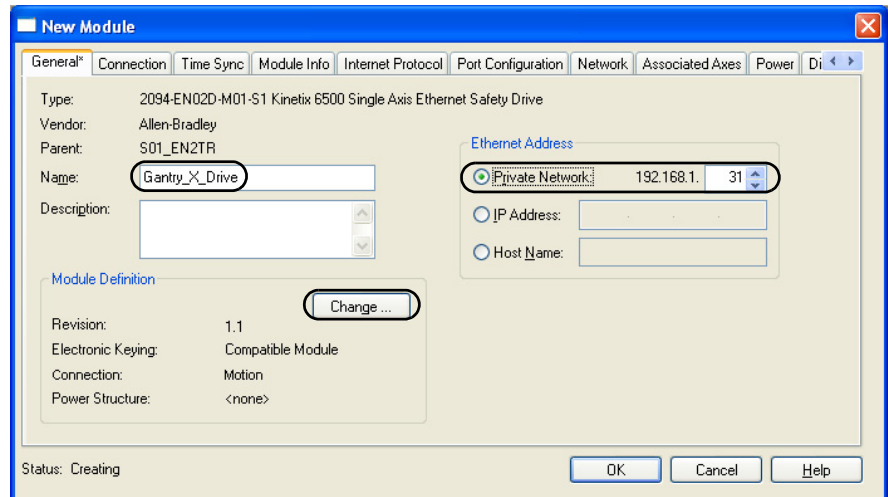 New Module
General* Connection Time Sync Module Info Internet Protocol Port Configuration Network Associated Axes Power Di
Type: 2094-EN02D-M01-S1 Kinetix 6500 Single Axis Ethernet Safety Drive
Vendor: Allen-Bradley
Parent: S01_EN2TR
Name: Gantry_X_Drive
Description:
Ethernet Address
Private Network: 192.168.1. 31
IP Address: . . .
Host Name:
Module Definition
Change ...
Revision: 1.1
Electronic Keying: Compatible Module
Connection: Motion
Power Structure: <none>
Status: Creating
OK Cancel Help